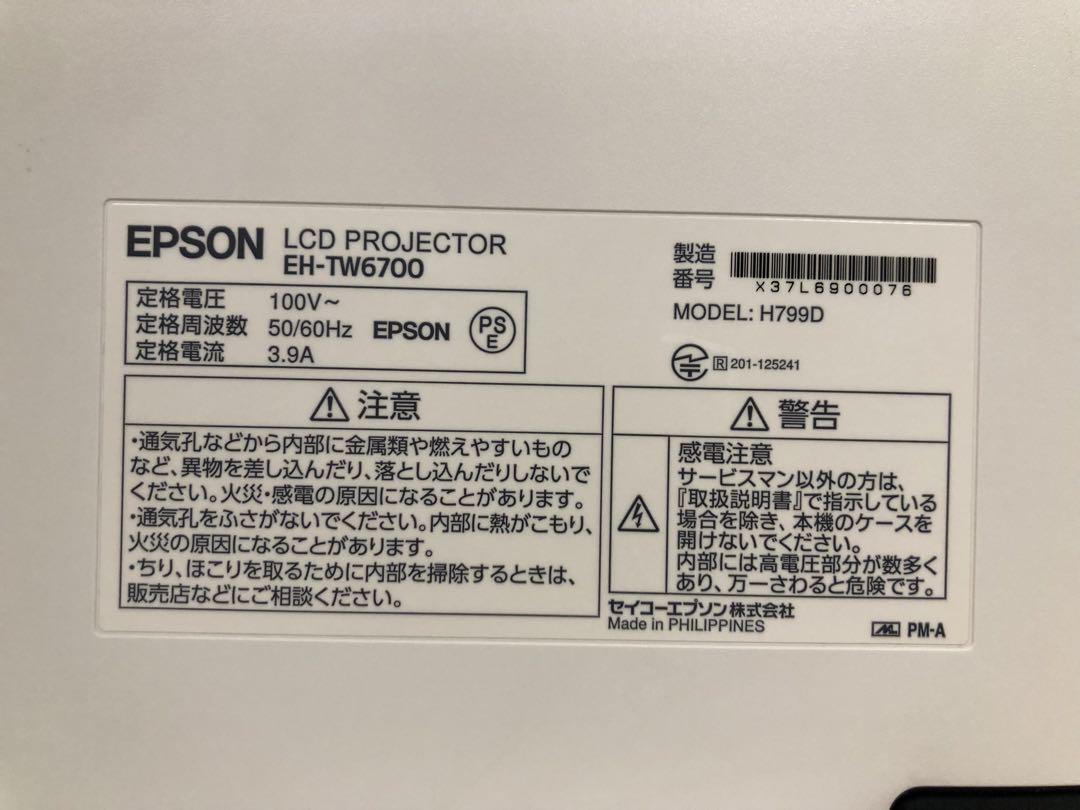 EPSON LCD PROJECTOR
EH-TW6700
定格電圧 100V~
定格周波数 50/60Hz EPSON PSE
定格電流 3.9A
製造
番号
X37L6900076
MODEL: H799D
R 201-125241
注意
・通気孔などから内部に金属類や燃えやすいもの
など、異物を差し込んだり、落とし込んだりしないで
ください。火災・感電の原因になることがあります。
・通気孔をふさがないでください。内部に熱がこもり、
火災の原因になることがあります。
・ちり、ほこりを取るために内部を掃除するときは、
販売店などにご相談ください。
警告
感電注意
サービスマン以外の方は、
『取扱説明書』で指示している
場合を除き、本機のケースを
開けないでください。
内部には高電圧部分が数多く
あり、万一さわると危険です。
セイコーエプソン株式会社
Made in PHILIPPINES
PM-A